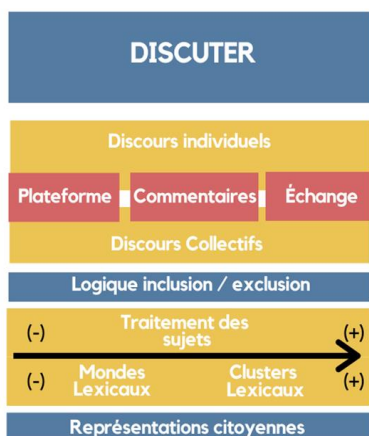 DISCUTER
Discours individuels
Plateforme Commentaires Échange
Discours Collectifs
Logique inclusion / exclusion
(-) Traitement des sujets (+)
(-) Mondes Lexicaux Clusters Lexicaux (+)
Représentations citoyennes